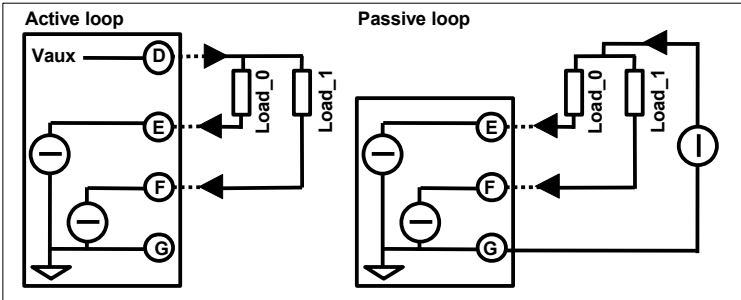 Active loop
Vaux
D
E
F
G
Load_0
Load_1
Passive loop
E
F
G
Load_0
Load_1